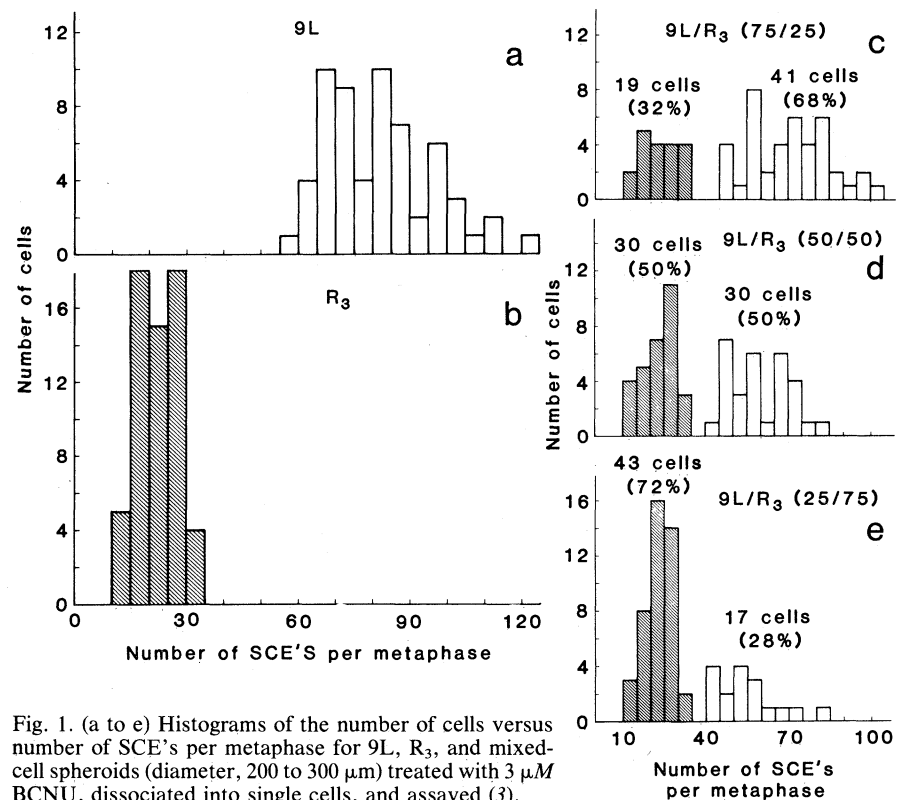 9L
a
12
8
4
0
R3
b
16
12
8
4
0
Number of cells
0 30 60 90 120
Number of SCE'S per metaphase
9L/R3 (75/25)
c
19 cells
(32%)
41 cells
(68%)
12
8
4
0
9L/R3 (50/50)
d
30 cells
(50%)
30 cells
(50%)
12
8
4
0
Number of cells
43 cells
(72%)
9L/R3 (25/75)
e
17 cells
(28%)
16
12
8
4
0
10 40 70 100
Number of SCE's
per metaphase
Fig. 1. (a to e) Histograms of the number of cells versus
number of SCE's per metaphase for 9L, R3, and mixed-
cell spheroids (diameter, 200 to 300 μm) treated with 3 μM
BCNU, dissociated into single cells, and assayed (3).